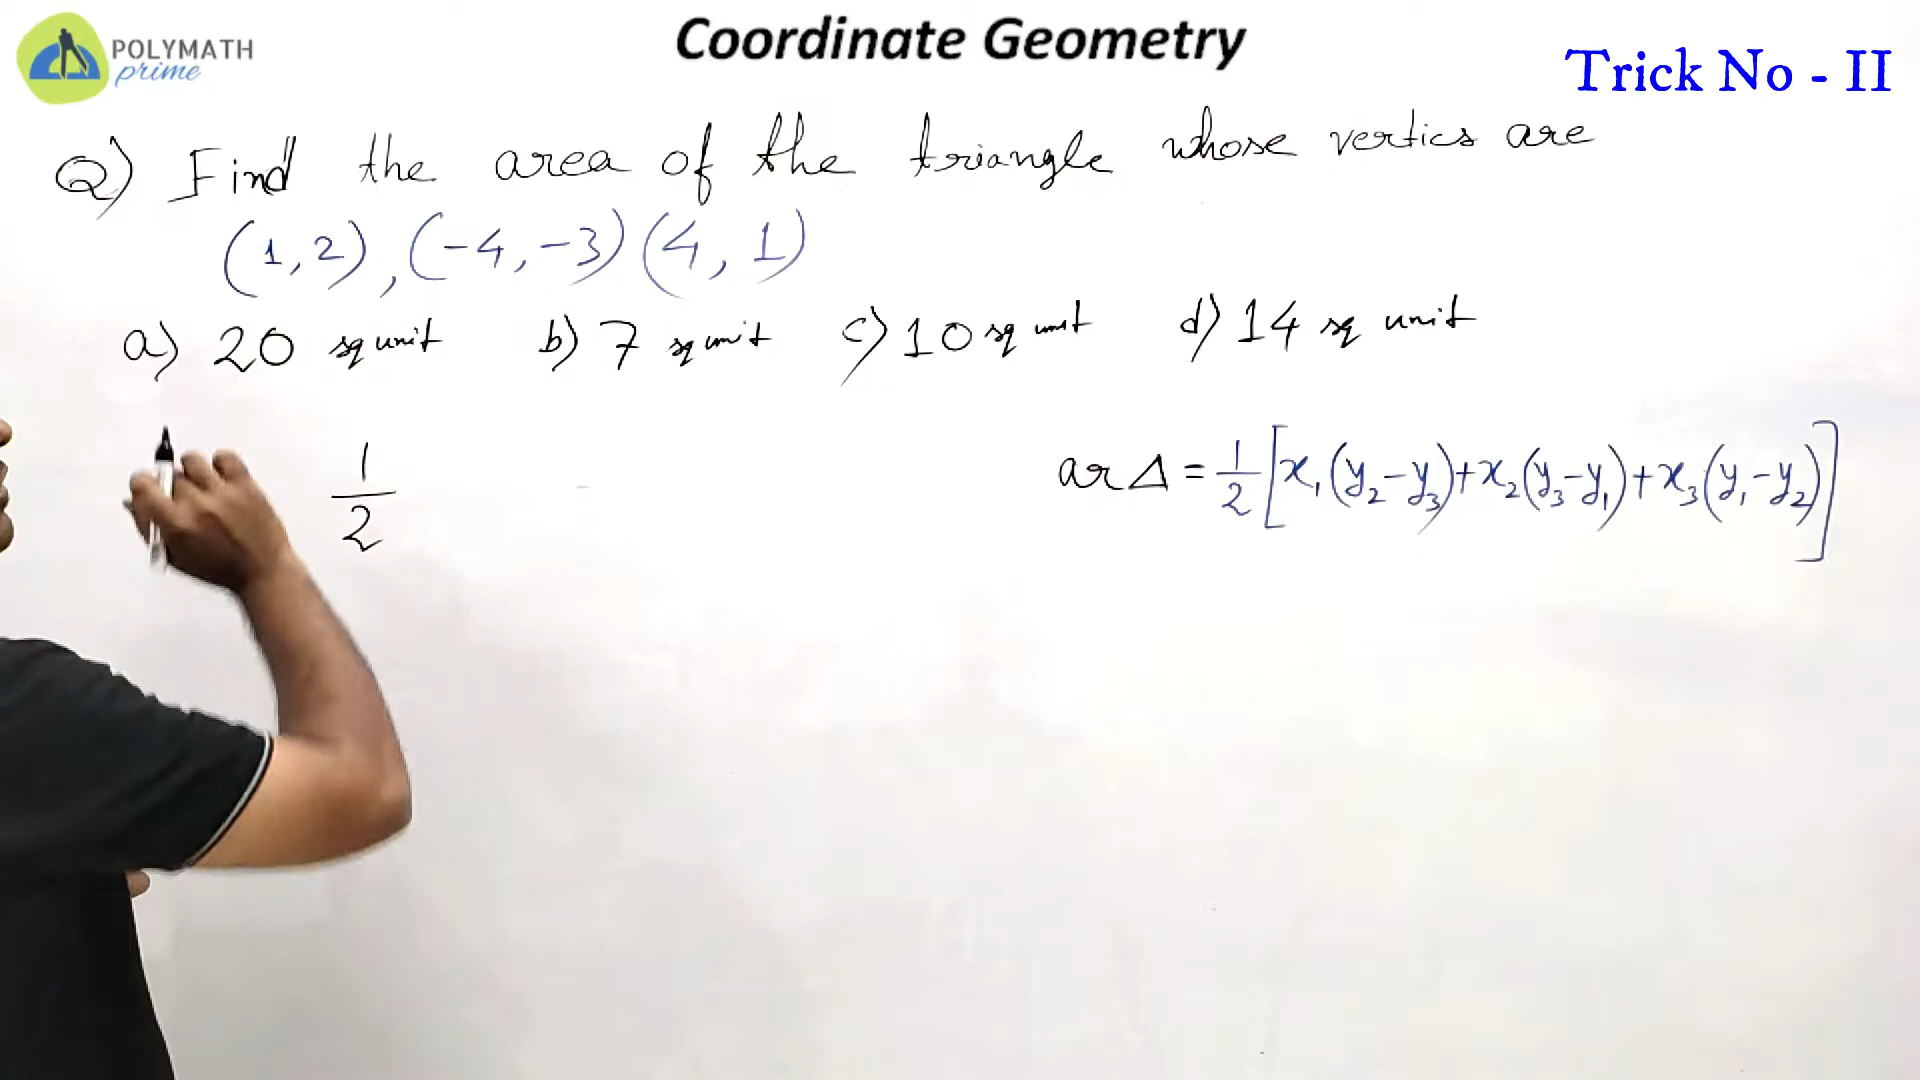 POLYMATH
prime
Coordinate Geometry
Trick No - II
Q) Find the area of the triangle whose vertics are
(1,2), (-4,-3) (4, 1)
a) 20 sq unit b) 7 sq unit c) 10 sq unit d) 14 sq unit
1/2
ar Δ = 1/2 [x₁(y₂-y₃)+x₂(y₃-y₁)+x₃(y₁-y₂)]